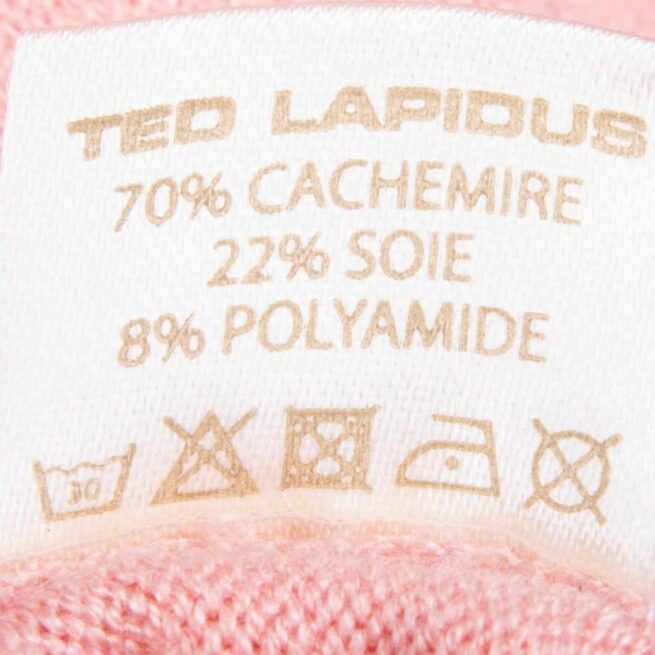 TED LAPIDUS
70% CACHEMIRE
22% SOIE
8% POLYAMIDE
30